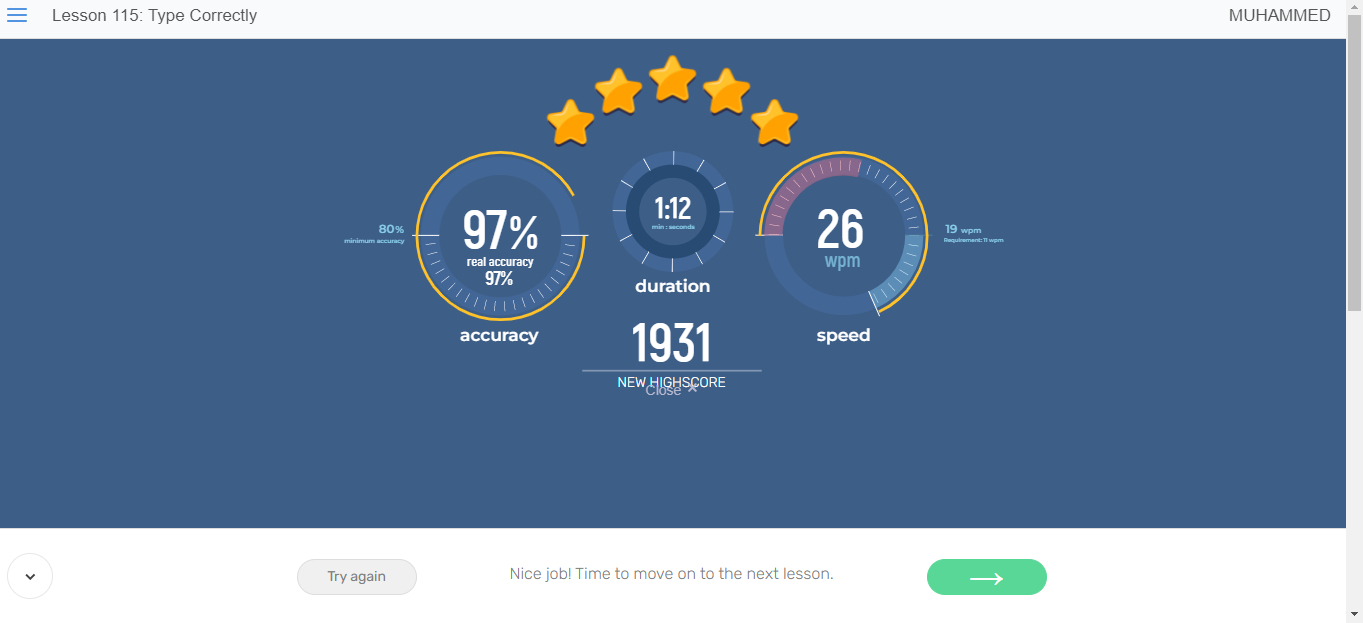 Lesson 115: Type Correctly
MUHAMMED
97%
real accuracy
97%
80%
minimum accuracy
accuracy
1:12
min : seconds
duration
1931
NEW HIGHSCORE
Close ×
26
wpm
19 wpm
Requirement: 11 wpm
speed
Try again
Nice job! Time to move on to the next lesson.